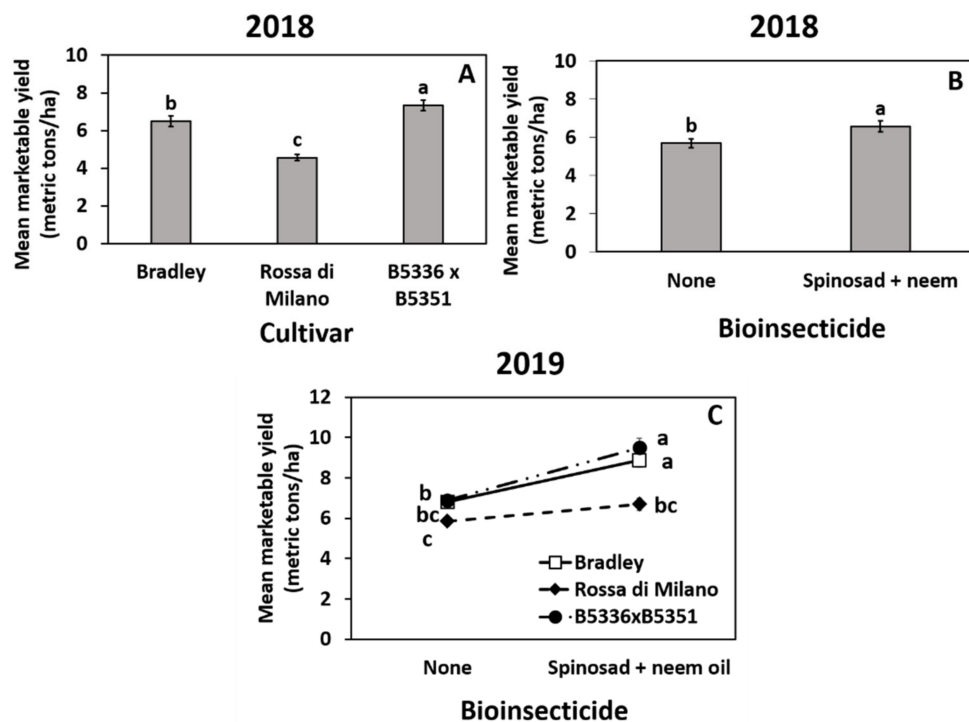 2018
Mean marketable yield
(metric tons/ha)
10
8
6
4
2
0
A
b
c
a
Bradley
Rossa di
Milano
B5336 x
B5351
Cultivar
2018
Mean marketable yield
(metric tons/ha)
10
8
6
4
2
0
B
b
a
None
Spinosad + neem
Bioinsecticide
2019
Mean marketable yield
(metric tons/ha)
12
10
8
6
4
2
0
C
b
bc
c
a
a
bc
Bradley
Rossa di Milano
B5336xB5351
None
Spinosad + neem oil
Bioinsecticide